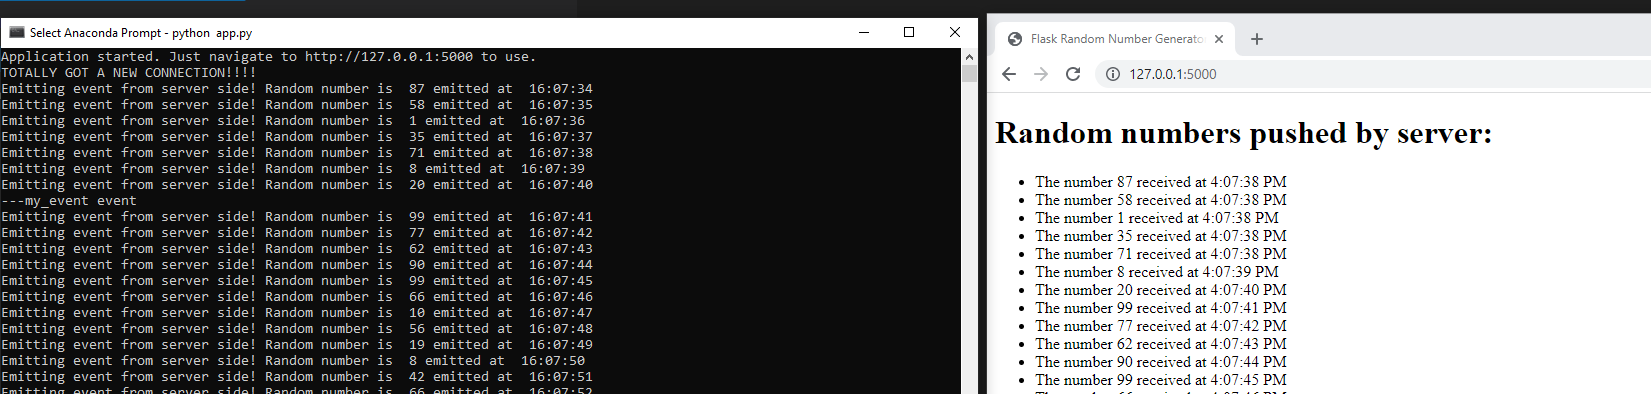 Select Anaconda Prompt - python  app.py
Application started. Just navigate to http://127.0.0.1:5000 to use.
TOTALLY GOT A NEW CONNECTION!!!!
Emitting event from server side! Random number is  87 emitted at  16:07:34
Emitting event from server side! Random number is  58 emitted at  16:07:35
Emitting event from server side! Random number is  1 emitted at  16:07:36
Emitting event from server side! Random number is  35 emitted at  16:07:37
Emitting event from server side! Random number is  71 emitted at  16:07:38
Emitting event from server side! Random number is  8 emitted at  16:07:39
Emitting event from server side! Random number is  20 emitted at  16:07:40
---my_event event
Emitting event from server side! Random number is  99 emitted at  16:07:41
Emitting event from server side! Random number is  77 emitted at  16:07:42
Emitting event from server side! Random number is  62 emitted at  16:07:43
Emitting event from server side! Random number is  90 emitted at  16:07:44
Emitting event from server side! Random number is  99 emitted at  16:07:45
Emitting event from server side! Random number is  66 emitted at  16:07:46
Emitting event from server side! Random number is  10 emitted at  16:07:47
Emitting event from server side! Random number is  56 emitted at  16:07:48
Emitting event from server side! Random number is  19 emitted at  16:07:49
Emitting event from server side! Random number is  8 emitted at  16:07:50
Emitting event from server side! Random number is  42 emitted at  16:07:51
Emitting event from server side! Random number is  66 emitted at  16:07:52
Flask Random Number Generato
127.0.0.1:5000
Random numbers pushed by server:
The number 87 received at 4:07:38 PM
The number 58 received at 4:07:38 PM
The number 1 received at 4:07:38 PM
The number 35 received at 4:07:38 PM
The number 71 received at 4:07:38 PM
The number 8 received at 4:07:39 PM
The number 20 received at 4:07:40 PM
The number 99 received at 4:07:41 PM
The number 77 received at 4:07:42 PM
The number 62 received at 4:07:43 PM
The number 90 received at 4:07:44 PM
The number 99 received at 4:07:45 PM